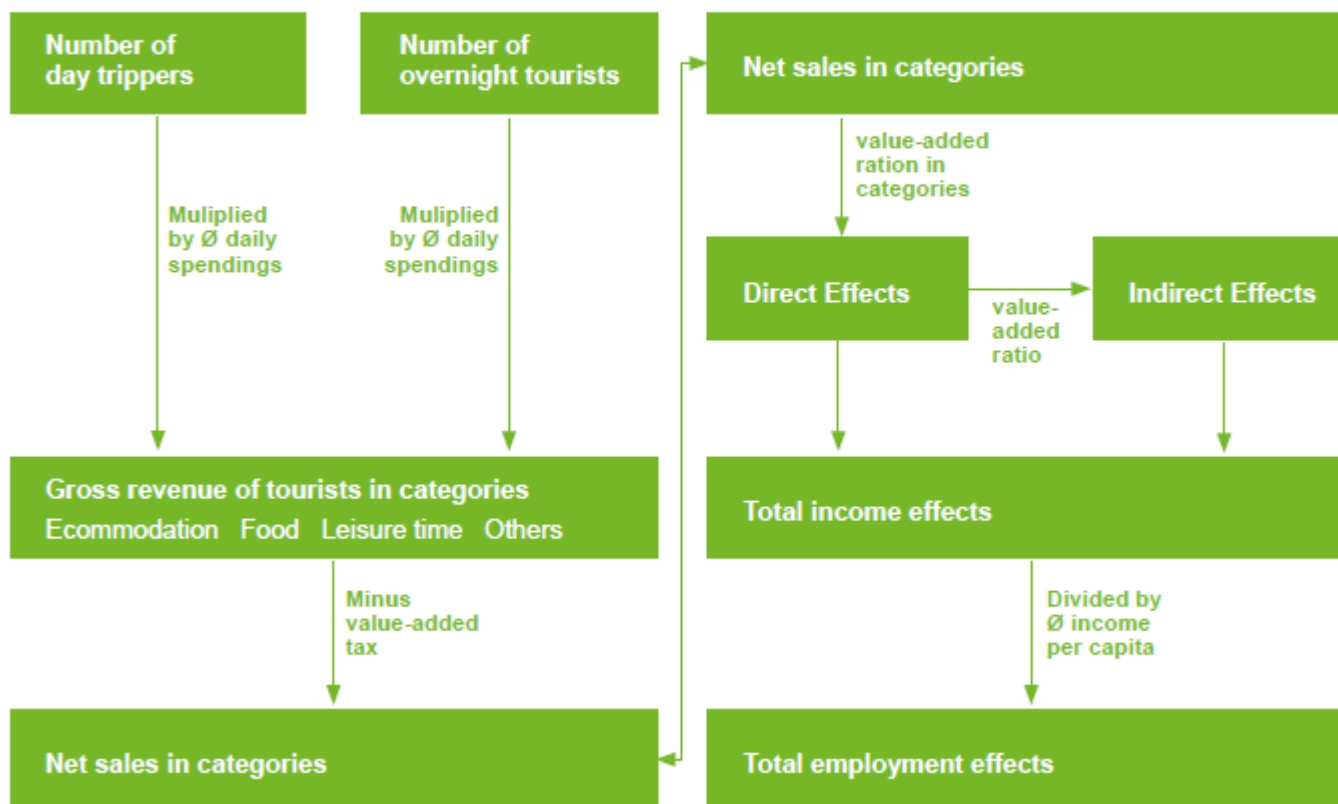 Number of
day trippers
Number of
overnight tourists
Muliplied
by Ø daily
spendings
Muliplied
by Ø daily
spendings
Gross revenue of tourists in categories
Ecommodation Food Leisure time Others
Minus
value-added
tax
Net sales in categories
Net sales in categories
value-added
ration in
categories
Direct Effects
value-
added
ratio
Indirect Effects
Total income effects
Divided by
Ø income
per capita
Total employment effects